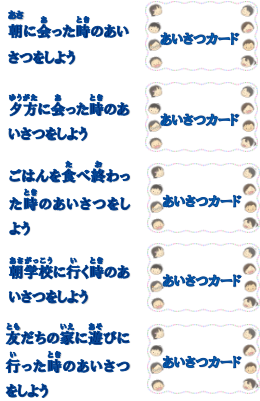 朝に会った時のあい
さつをしよう
あいさつカード
夕方に会った時のあ
いさつをしよう
あいさつカード
ごはんを食べ終わっ
た時のあいさつをし
よう
あいさつカード
朝学校に行く時のあ
いさつをしよう
あいさつカード
友だちの家に遊びに
行った時のあいさつ
をしよう
あいさつカード